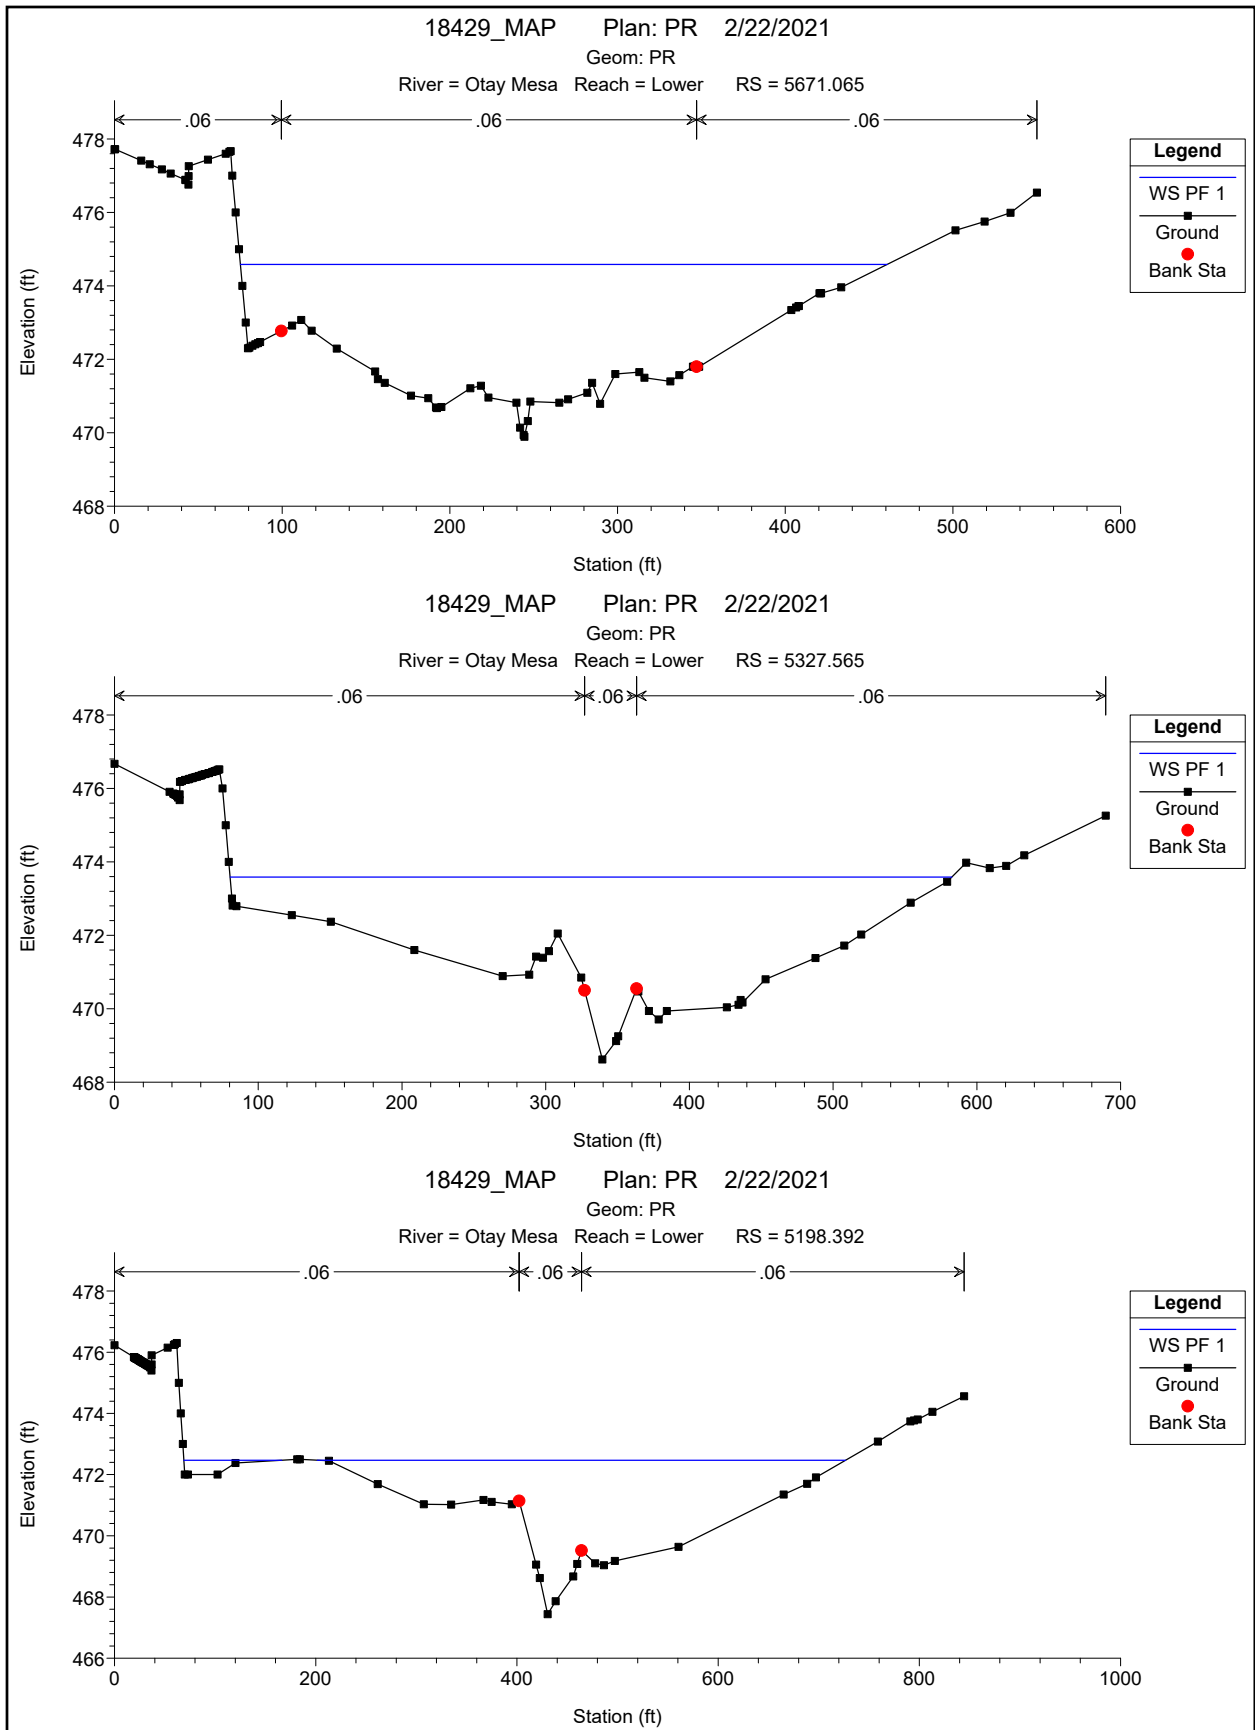 18429_MAP Plan: PR 2/22/2021
Geom: PR
River = Otay Mesa Reach = Lower RS = 5671.065
.06 .06 .06
478
476
474
472
470
468
Elevation (ft)
0 100 200 300 400 500 600
Station (ft)
Legend
WS PF 1
Ground
Bank Sta
18429_MAP Plan: PR 2/22/2021
Geom: PR
River = Otay Mesa Reach = Lower RS = 5327.565
.06 .06 .06
478
476
474
472
470
468
Elevation (ft)
0 100 200 300 400 500 600 700
Station (ft)
Legend
WS PF 1
Ground
Bank Sta
18429_MAP Plan: PR 2/22/2021
Geom: PR
River = Otay Mesa Reach = Lower RS = 5198.392
.06 .06 .06
478
476
474
472
470
468
466
Elevation (ft)
0 200 400 600 800 1000
Station (ft)
Legend
WS PF 1
Ground
Bank Sta